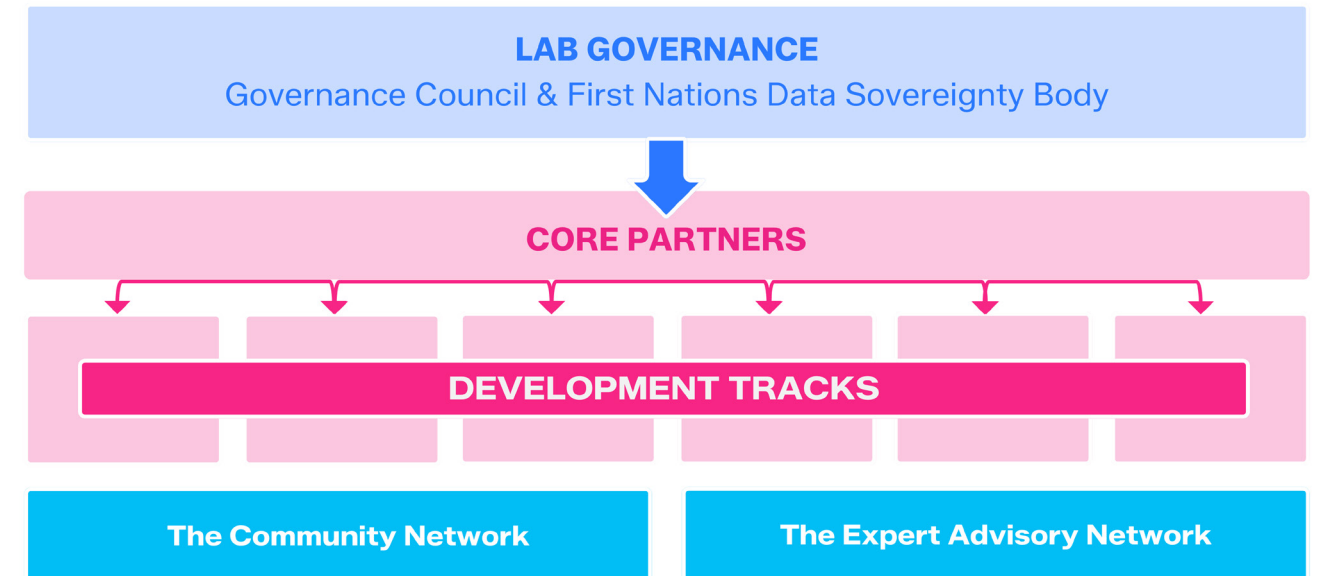 LAB GOVERNANCE
Governance Council & First Nations Data Sovereignty Body
CORE PARTNERS
DEVELOPMENT TRACKS
The Community Network
The Expert Advisory Network